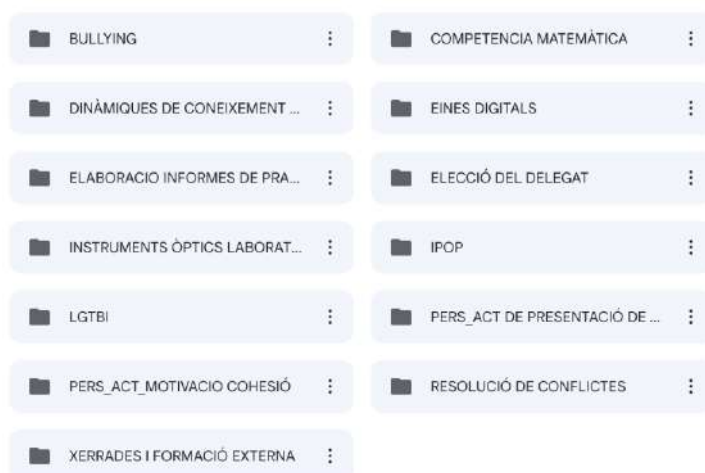 BULLYING
COMPETENCIA MATEMÀTICA
DINÀMIQUES DE CONEIXEMENT ...
EINES DIGITALS
ELABORACIO INFORMES DE PRA...
ELECCIÓ DEL DELEGAT
INSTRUMENTS ÒPTICS LABORAT...
IPOP
LGTBI
PERS_ACT DE PRESENTACIÓ DE ...
PERS_ACT_MOTIVACIO COHESIÓ
RESOLUCIÓ DE CONFLICTES
XERRADES I FORMACIÓ EXTERNA